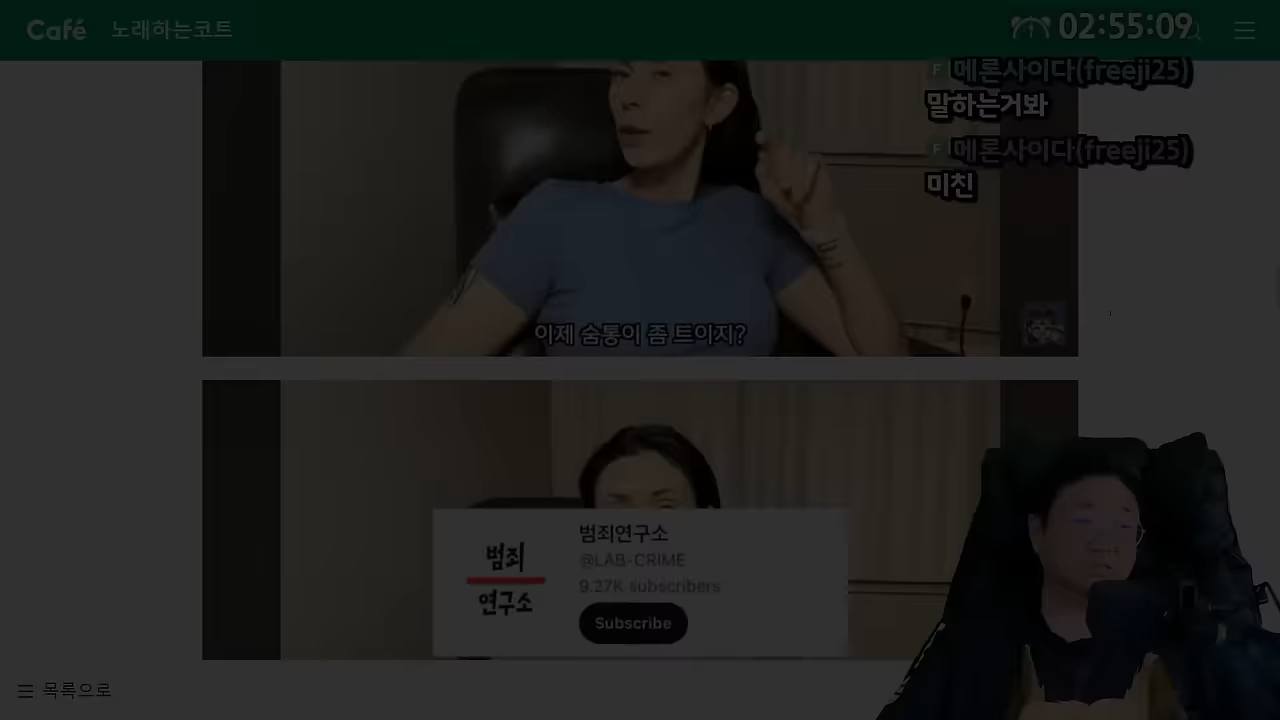 Café 노래하는코트
02:55:09
F 메론사이다(freeji25)
말하는거봐
F 메론사이다(freeji25)
미친
이제 숨통이 좀 트이지?
범죄
연구소
범죄연구소
@LAB-CRIME
9.27K subscribers
Subscribe
목록으로